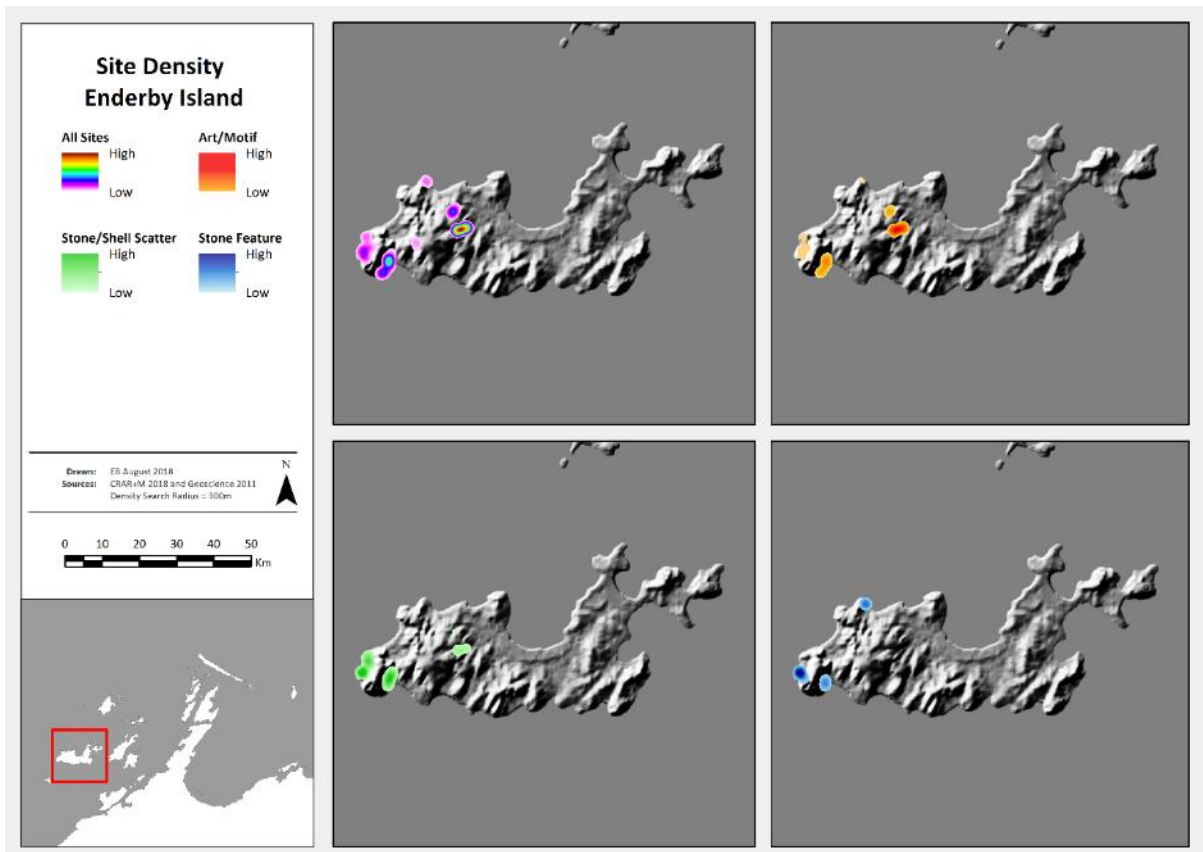 Site Density
Enderby Island
All Sites
High
Low
Art/Motif
High
Low
Stone/Shell Scatter
High
Low
Stone Feature
High
Low
Drawn: EB August 2018
Sources: CRAR+M 2018 and Geoscience 2011
Density Search Radius = 300m
N
0 10 20 30 40 50
Km